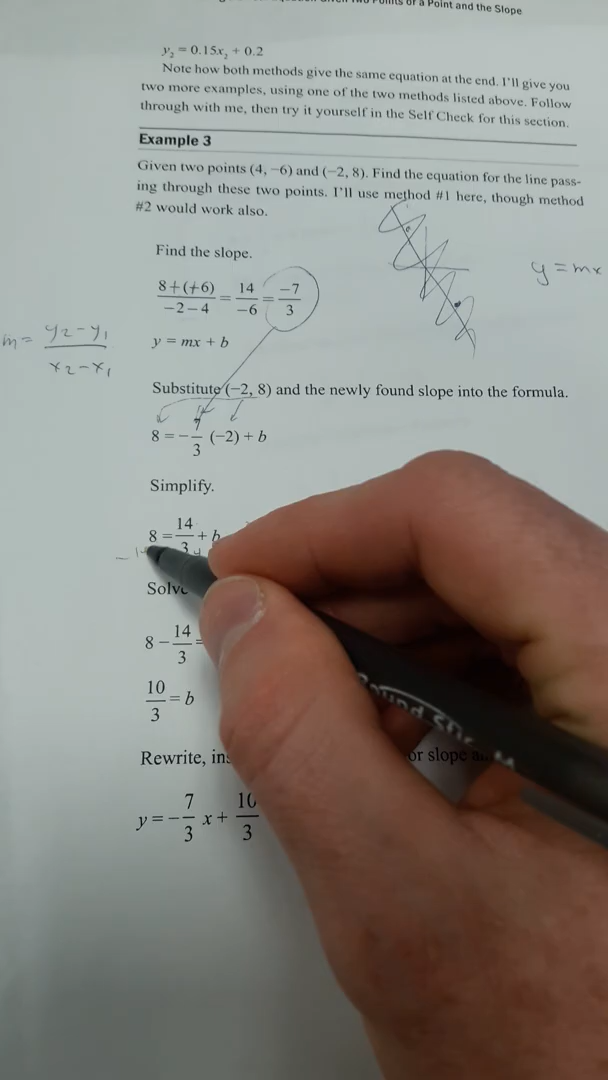 Points of a Point and the Slope
y₂ = 0.15x₂ + 0.2
Note how both methods give the same equation at the end. I'll give you
two more examples, using one of the two methods listed above. Follow
through with me, then try it yourself in the Self Check for this section.
Example 3
Given two points (4, −6) and (−2, 8). Find the equation for the line pass-
ing through these two points. I'll use method #1 here, though method
#2 would work also.
Find the slope.
y = mx
8+(+6)/−2−4 = 14/−6 = −7/3
m = y₂−y₁/x₂−x₁
y = mx + b
Substitute (−2, 8) and the newly found slope into the formula.
8 = −7/3 (−2) + b
Simplify.
8 = 14/3 + b
Solve
8 − 14/3 =
10/3 = b
Rewrite, or slope
y = −7/3 x + 10/3